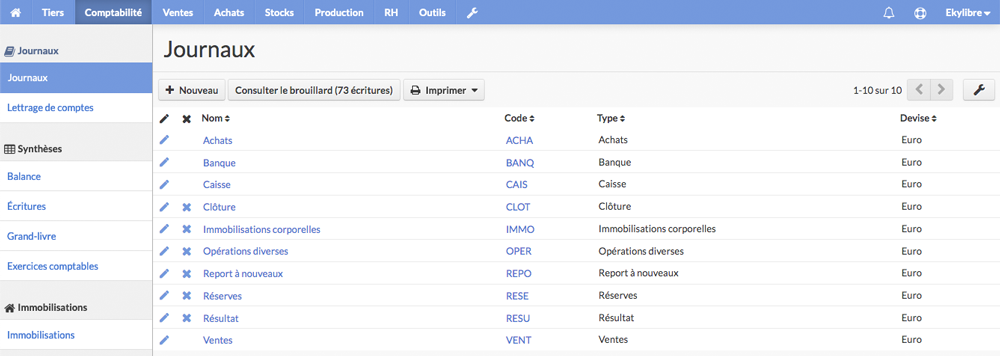 Tiers Comptabilité Ventes Achats Stocks Production RH Outils Ekylibre
Journaux
Journaux
Lettrage de comptes
Synthèses
Balance
Écritures
Grand-livre
Exercices comptables
Immobilisations
Immobilisations
Journaux
Nouveau Consulter le brouillard (73 écritures) Imprimer 1-10 sur 10
Nom Code Type Devise
Achats ACHA Achats Euro
Banque BANQ Banque Euro
Caisse CAIS Caisse Euro
Clôture CLOT Clôture Euro
Immobilisations corporelles IMMO Immobilisations corporelles Euro
Opérations diverses OPER Opérations diverses Euro
Report à nouveaux REPO Report à nouveaux Euro
Réserves RESE Réserves Euro
Résultat RESU Résultat Euro
Ventes VENT Ventes Euro